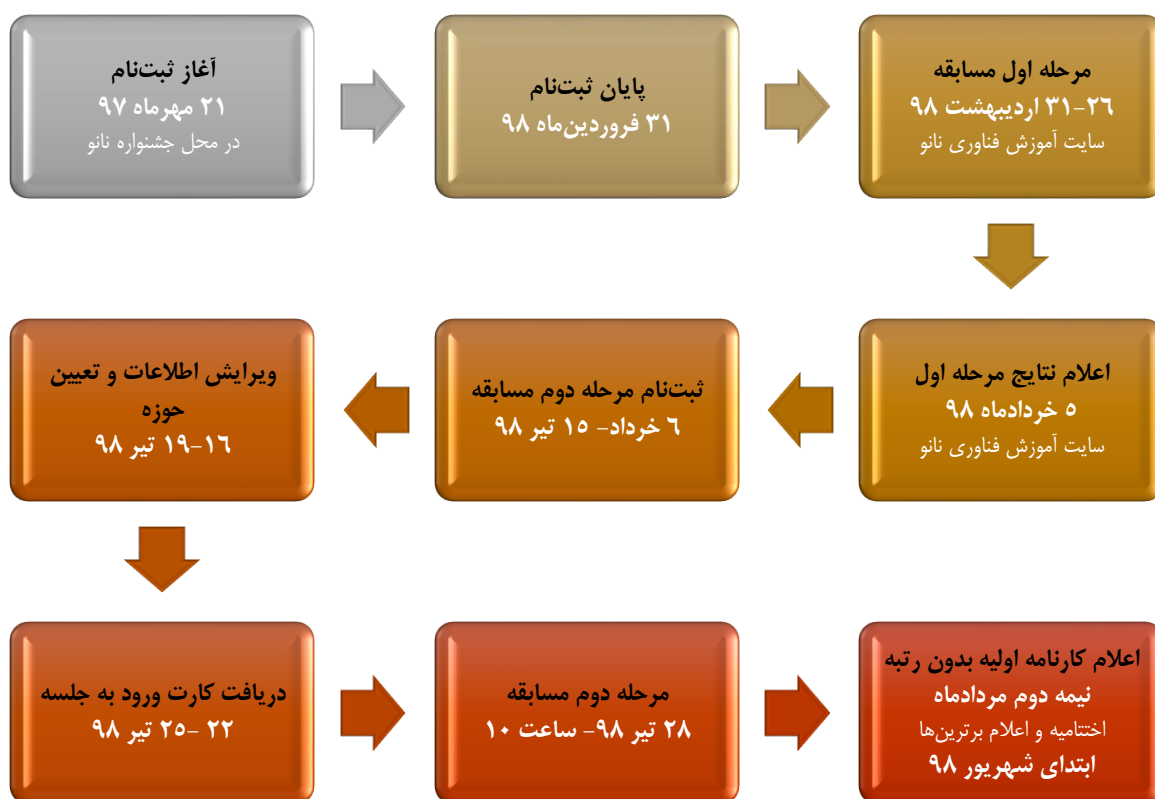 آغاز ثبت‌نام
۲۱ مهرماه ۹۷
در محل جشنواره نانو
پایان ثبت‌نام
۳۱ فروردین‌ماه ۹۸
مرحله اول مسابقه
۲۶-۳۱ اردیبهشت ۹۸
سایت آموزش فناوری نانو
اعلام نتایج مرحله اول
۵ خردادماه ۹۸
سایت آموزش فناوری نانو
ثبت‌نام مرحله دوم مسابقه
۶ خرداد- ۱۵ تیر ۹۸
ویرایش اطلاعات و تعیین
حوزه
۱۶-۱۹ تیر ۹۸
دریافت کارت ورود به جلسه
۲۲ -۲۵ تیر ۹۸
مرحله دوم مسابقه
۲۸ تیر ۹۸- ساعت ۱۰
اعلام کارنامه اولیه بدون رتبه
نیمه دوم مردادماه
اختتامیه و اعلام برترین‌ها
ابتدای شهریور ۹۸